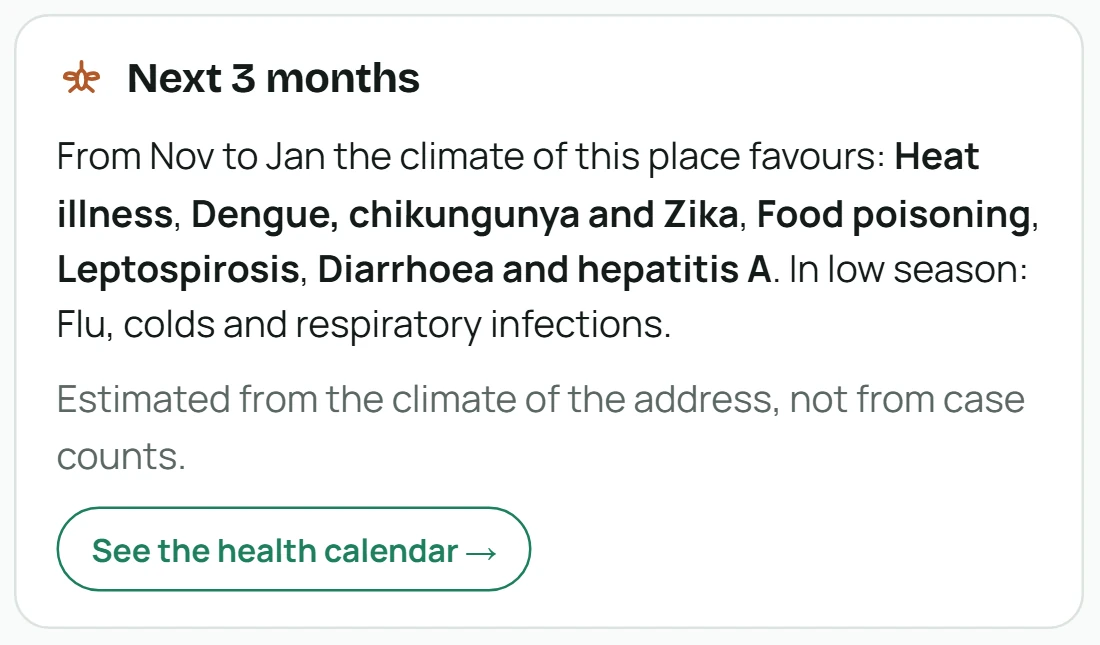 Next 3 months
From Nov to Jan the climate of this place favours: Heat
illness, Dengue, chikungunya and Zika, Food poisoning,
Leptospirosis, Diarrhoea and hepatitis A. In low season:
Flu, colds and respiratory infections.
Estimated from the climate of the address, not from case
counts.
See the health calendar →